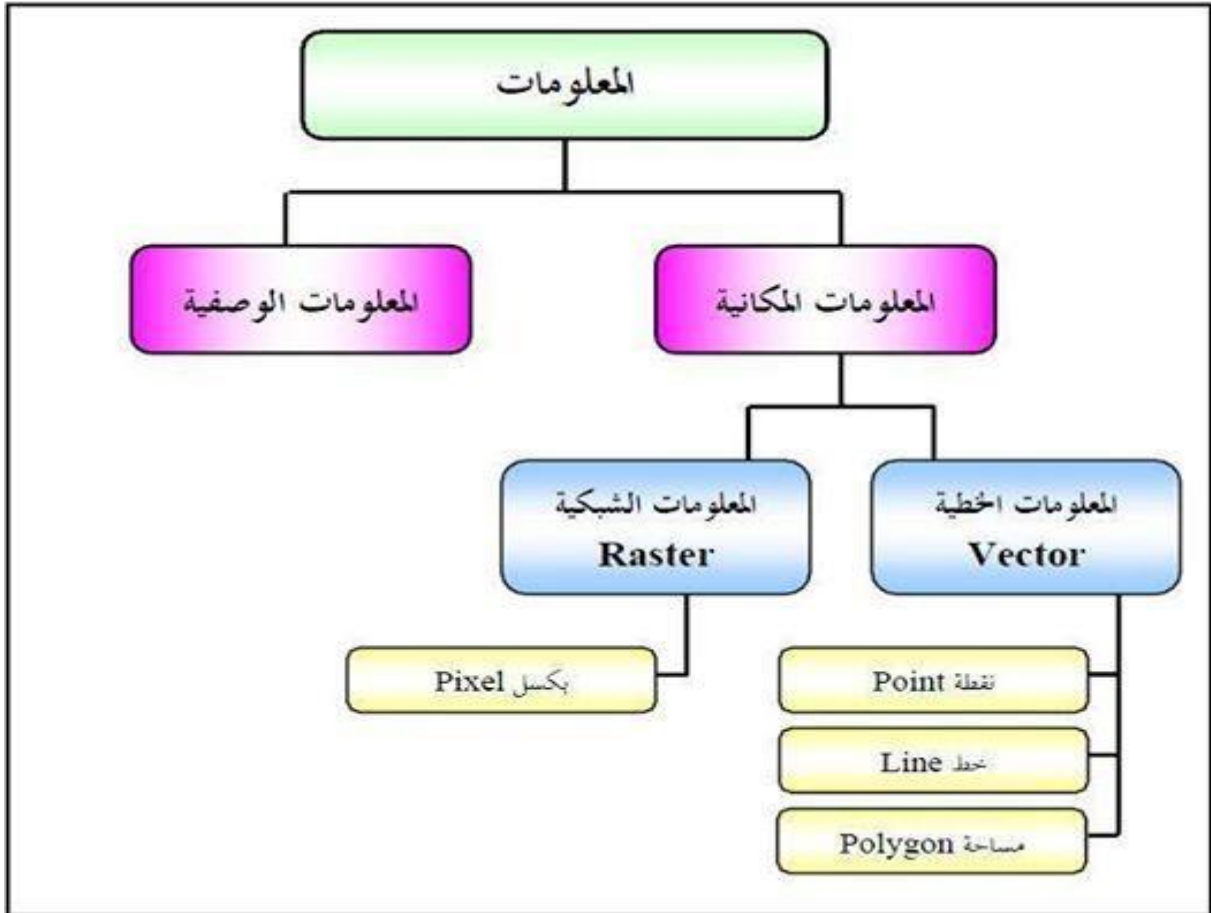 المعلومات
المعلومات المكانية
المعلومات الوصفية
المعلومات الخطية
Vector
المعلومات الشبكية
Raster
نقطة Point
خط Line
مساحة Polygon
بكسل Pixel